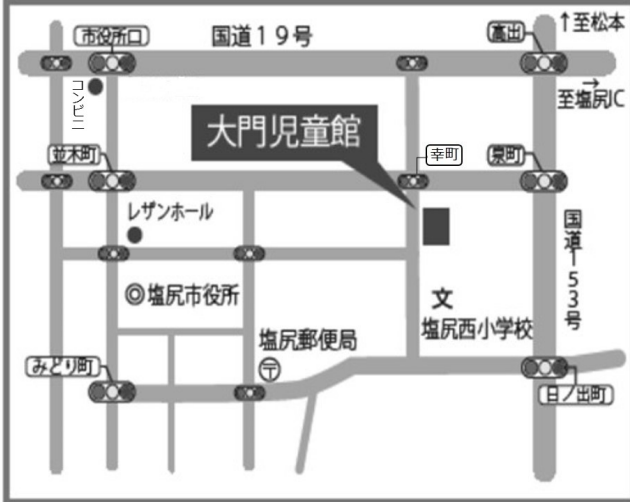 市役所口
国道19号
高出
↑至松本
→
至塩尻IC
コンビニ
大門児童館
並木町
幸町
泉町
レザンホール
国道153号
◎塩尻市役所
文
塩尻西小学校
塩尻郵便局
〒
みどり町
日ノ出町